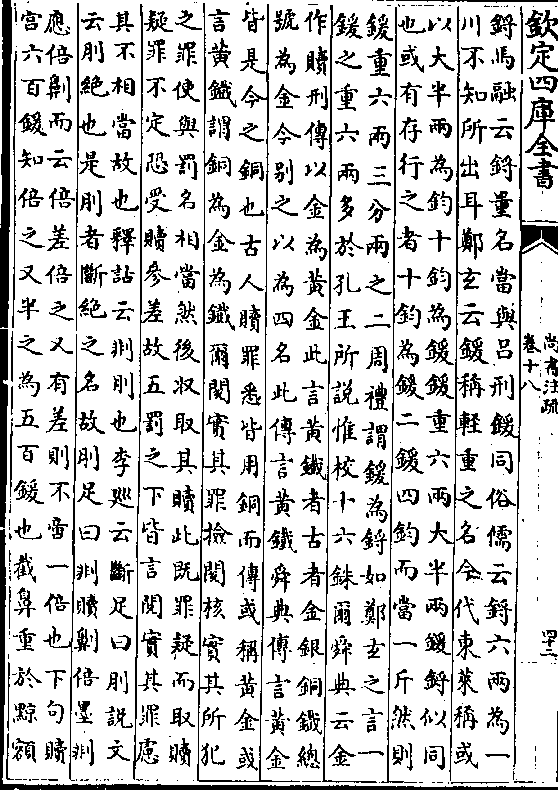 欽定四庫全書
尚書注疏
卷十八
鋝馬融云鋝量名當與呂刑鍰同俗儒云鋝六兩為一
川不知所出耳鄭玄云鍰稱輕重之名今代東萊稱或
以大半兩為鈞十鈞為鍰鍰重六兩大半兩鍰鋝似同
也或有存行之者十鈞為鍰二鍰四鈞而當一斤然則
鍰重六兩三分兩之二周禮謂鍰為鋝如鄭玄之言一
鍰之重六兩多於孔王所說惟校十六銖爾舜典云金
作贖刑傳以金為黃金此言黃鐵者古者金銀銅鐵總
號為金今別之以為四名此傳言黃鐵舜典傳言黃金
皆是今之銅也古人贖罪悉皆用銅而傳或稱黃金或
言黃鐵謂銅為金為鐵爾閱實其罪檢閱核實其所犯
之罪使與罰名相當然後收取其贖此既罪疑而取贖
疑罪不定恐受贖參差故五罰之下皆言閱實其罪慮
其不相當故也釋詁云剕刖也李廵云斷足曰刖說文
云刖絕也是刖者斷絕之名故刖足曰剕贖劓倍墨剕
應倍劓而云倍差倍之又有差則不啻一倍也下句贖
宮六百鍰知倍之又半之為五百鍰也截鼻重於黥額